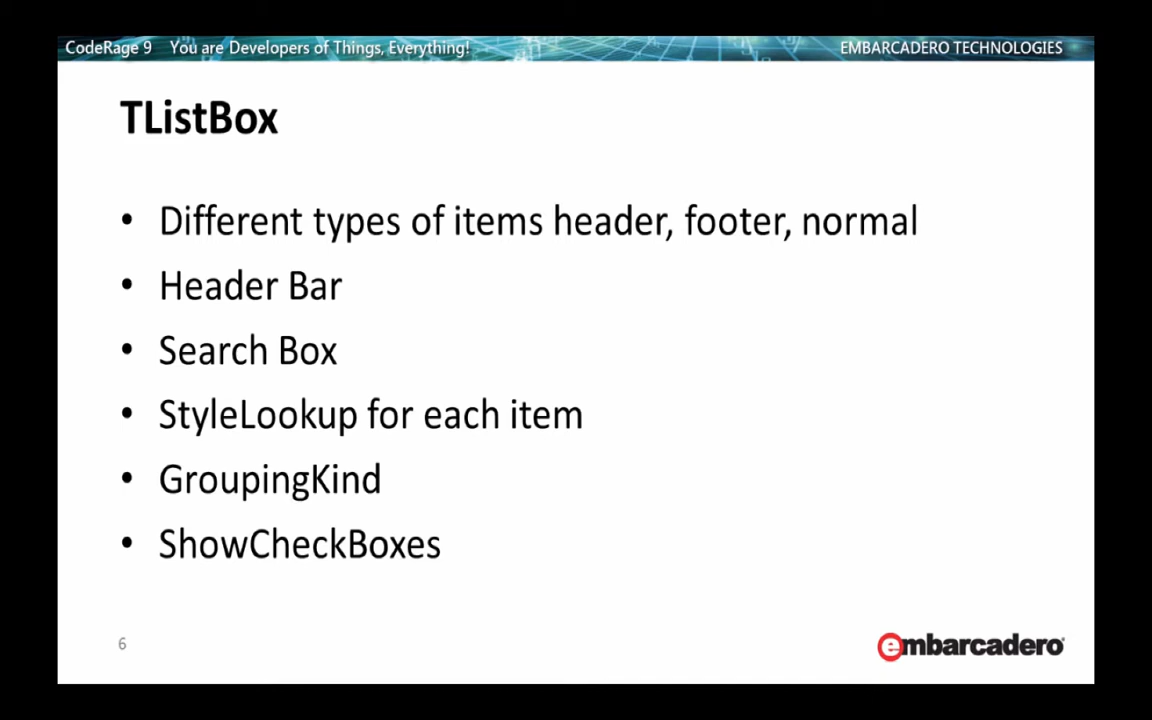 CodeRage 9 You are Developers of Things, Everything! EMBARCADERO TECHNOLOGIES
TListBox
• Different types of items header, footer, normal
• Header Bar
• Search Box
• StyleLookup for each item
• GroupingKind
• ShowCheckBoxes
6 embarcadero